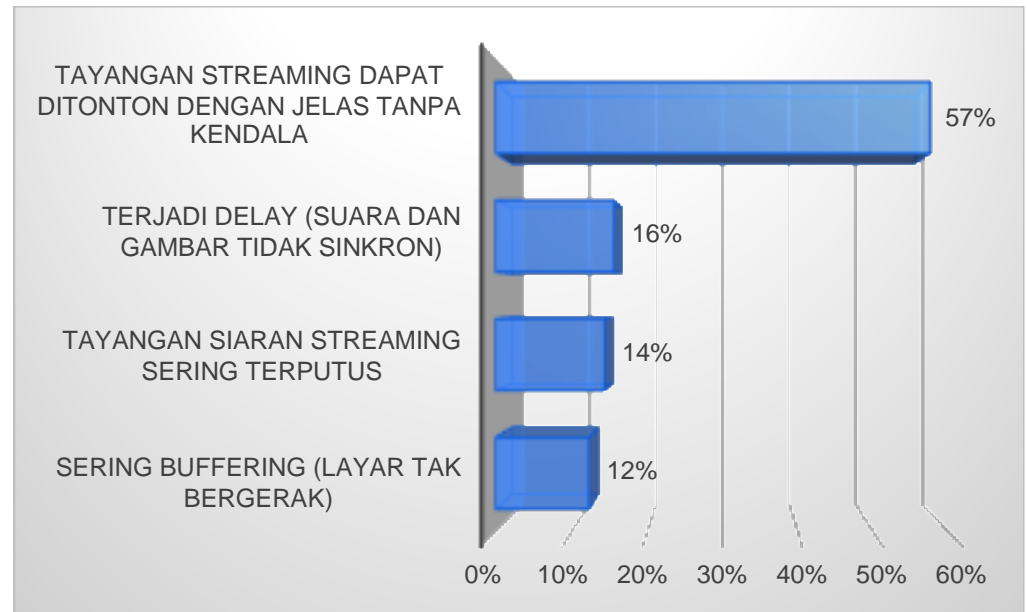 TAYANGAN STREAMING DAPAT
DITONTON DENGAN JELAS TANPA
KENDALA
57%
TERJADI DELAY (SUARA DAN
GAMBAR TIDAK SINKRON)
16%
TAYANGAN SIARAN STREAMING
SERING TERPUTUS
14%
SERING BUFFERING (LAYAR TAK
BERGERAK)
12%
0% 10% 20% 30% 40% 50% 60%